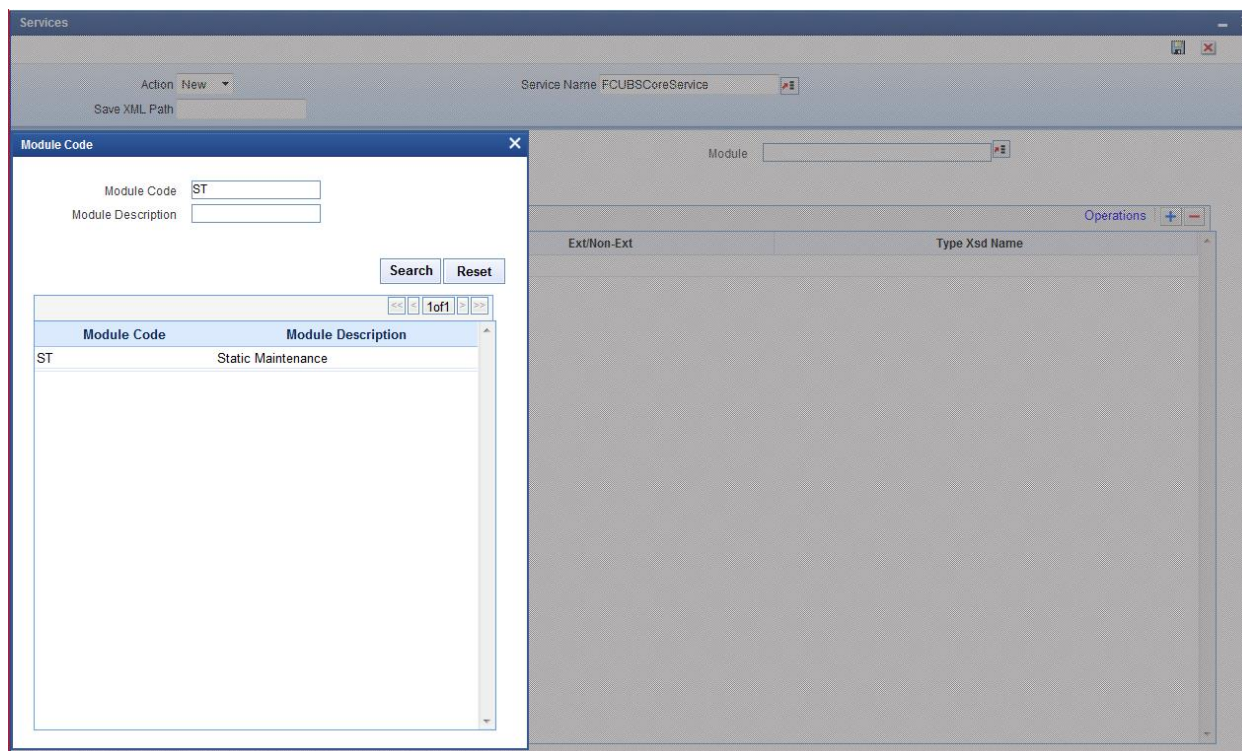 Services
Action New
Service Name FCUBSCoreService
Save XML Path
Module Code
Module
Module Code ST
Module Description
Operations
Ext/Non-Ext Type Xsd Name
Search Reset
<< < 1of1 > >>
Module Code Module Description
ST Static Maintenance